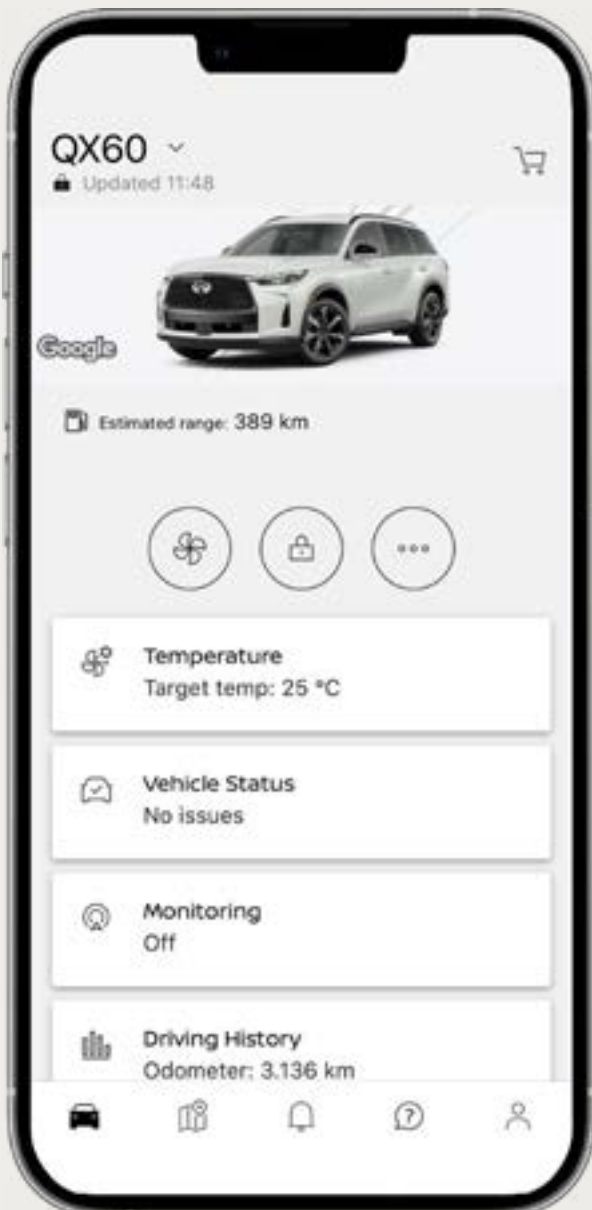 QX60
Updated 11:48
Google
Estimated range: 389 km
Temperature
Target temp: 25 °C
Vehicle Status
No issues
Monitoring
Off
Driving History
Odometer: 3.136 km